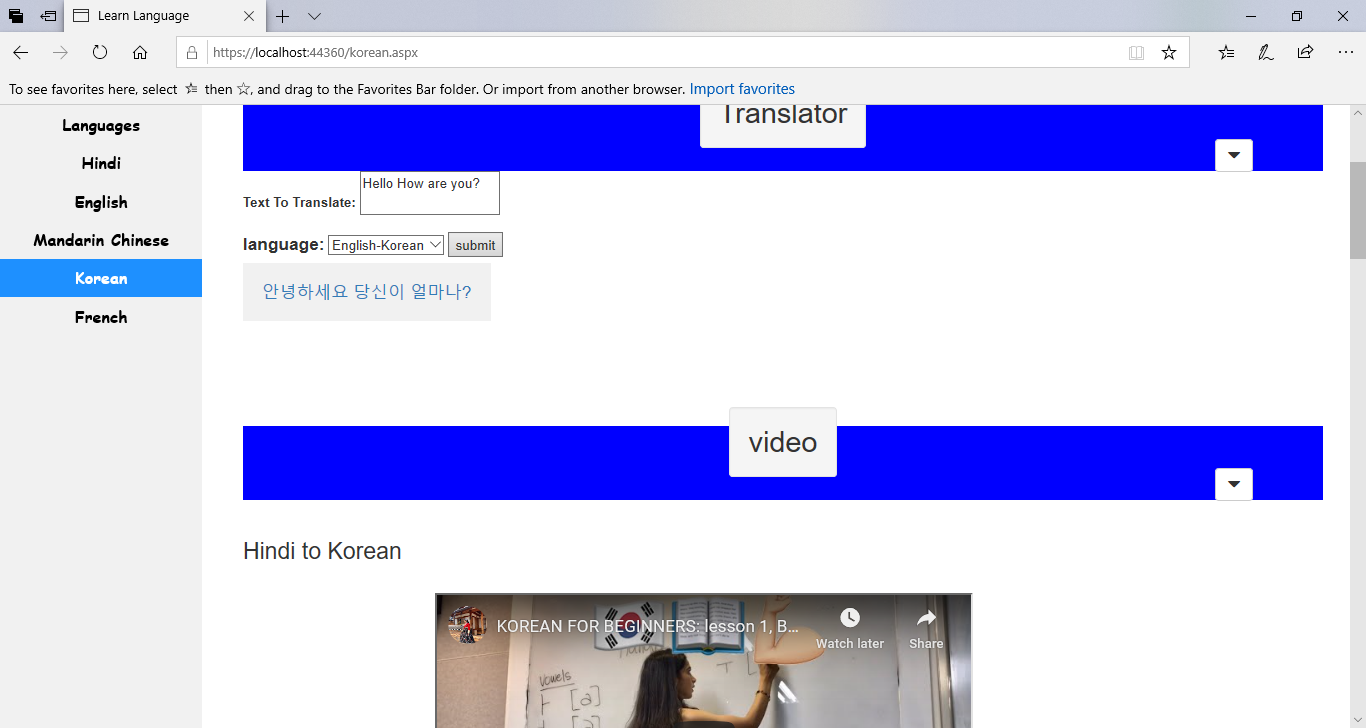 Learn Language
https://localhost:44360/korean.aspx
To see favorites here, select then ☆, and drag to the Favorites Bar folder. Or import from another browser. Import favorites
Languages
Hindi
English
Mandarin Chinese
Korean
French
Translator
Text To Translate: Hello How are you?
language: English-Korean submit
안녕하세요 당신이 얼마나?
video
Hindi to Korean
KOREAN FOR BEGINNERS: lesson 1, B...
Watch later
Share
Vowels
ㅏ [a]